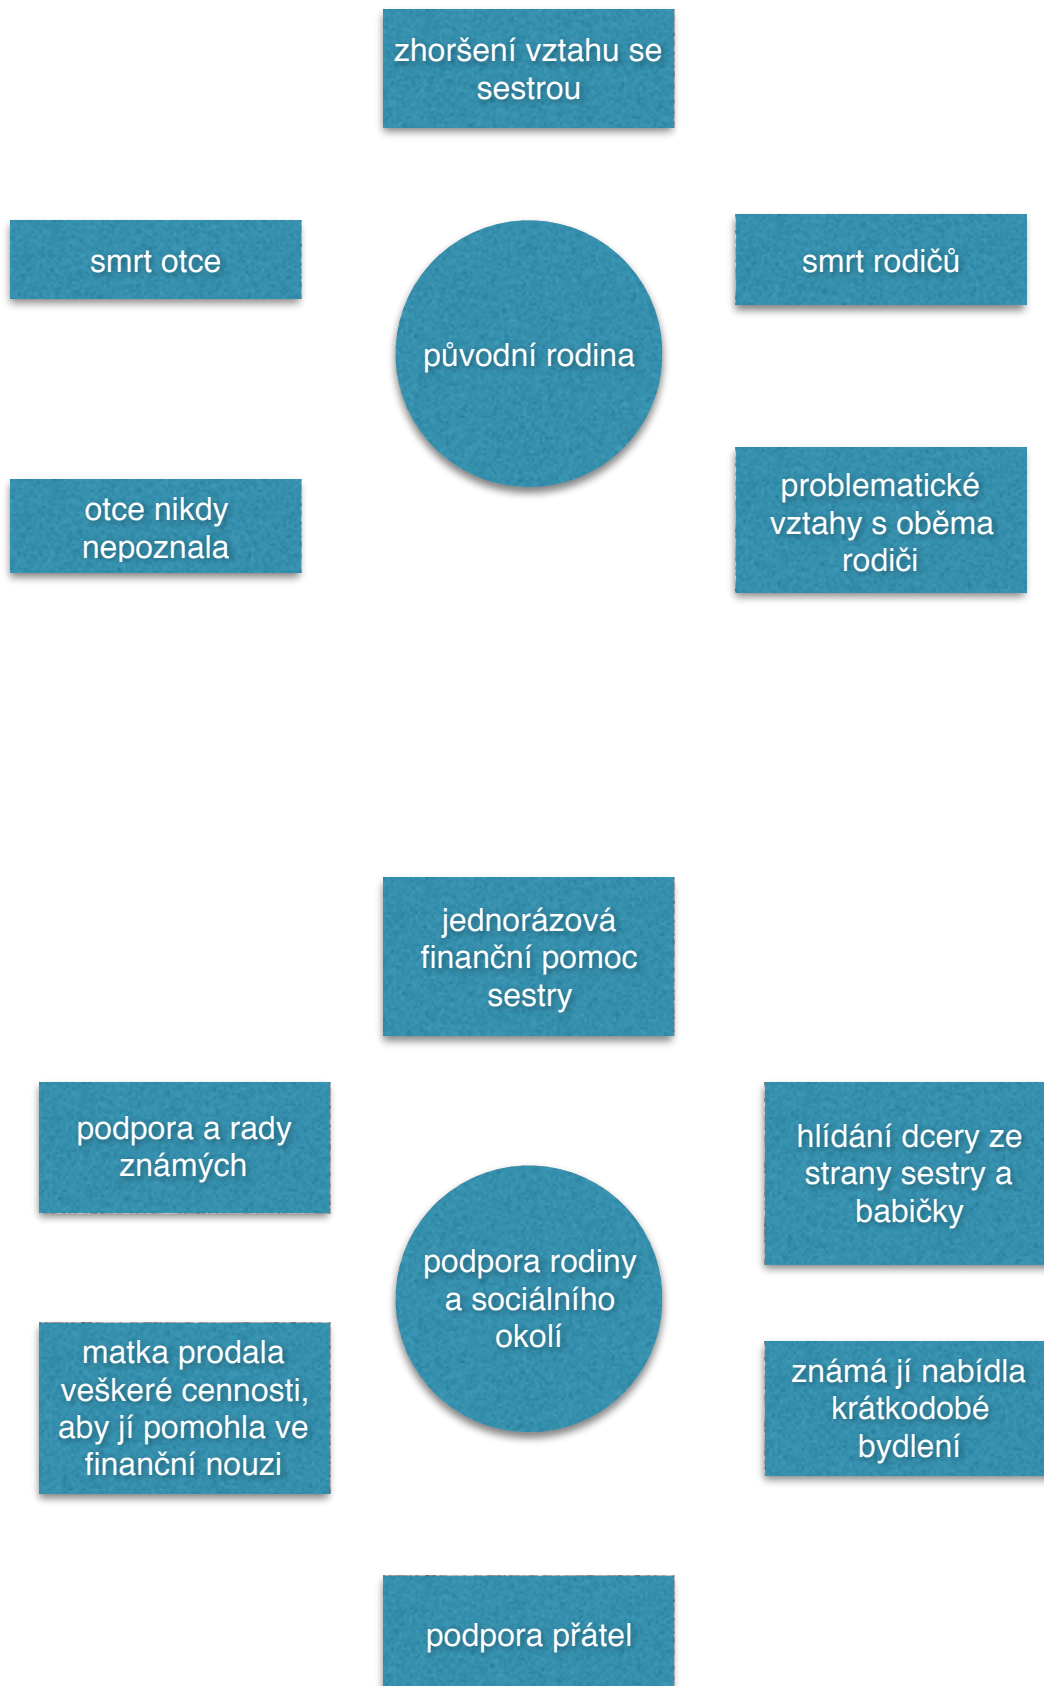 zhoršení vztahu se
sestrou
smrt otce
smrt rodičů
původní rodina
otce nikdy
nepoznala
problematické
vztahy s oběma
rodiči
jednorázová
finanční pomoc
sestry
podpora a rady
známých
hlídání dcery ze
strany sestry a
babičky
podpora rodiny
a sociálního
okolí
matka prodala
veškeré cennosti,
aby jí pomohla ve
finanční nouzi
známá jí nabídla
krátkodobé
bydlení
podpora přátel